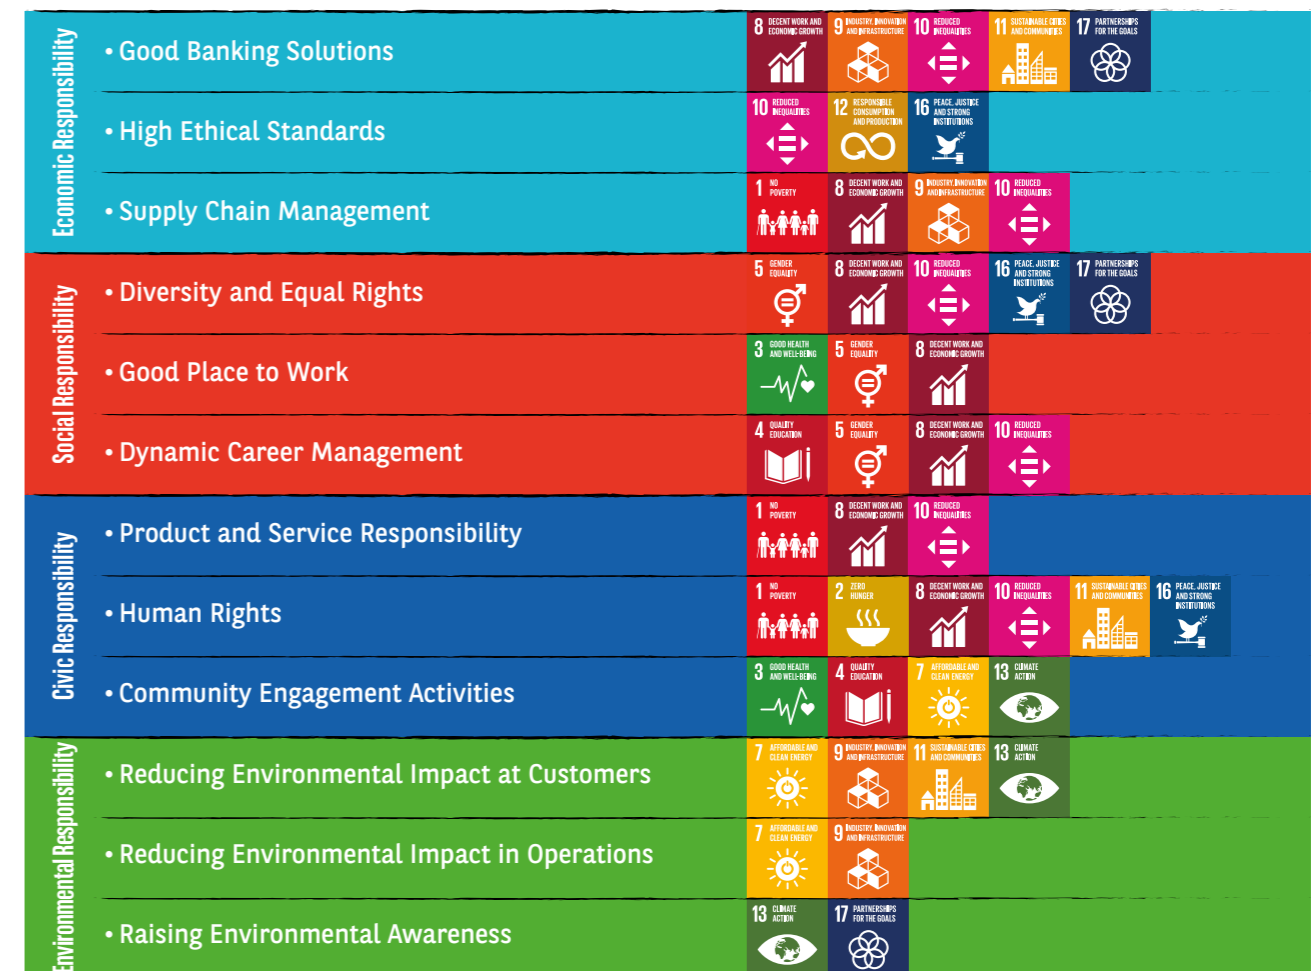 Economic Responsibility
• Good Banking Solutions
8 DECENT WORK AND
ECONOMIC GROWTH
9 INDUSTRY, INNOVATION
AND INFRASTRUCTURE
10 REDUCED
INEQUALITIES
11 SUSTAINABLE CITIES
AND COMMUNITIES
17 PARTNERSHIPS
FOR THE GOALS
• High Ethical Standards
10 REDUCED
INEQUALITIES
12 RESPONSIBLE
CONSUMPTION
AND PRODUCTION
16 PEACE, JUSTICE
AND STRONG
INSTITUTIONS
• Supply Chain Management
1 NO
POVERTY
8 DECENT WORK AND
ECONOMIC GROWTH
9 INDUSTRY, INNOVATION
AND INFRASTRUCTURE
10 REDUCED
INEQUALITIES
Social Responsibility
• Diversity and Equal Rights
5 GENDER
EQUALITY
8 DECENT WORK AND
ECONOMIC GROWTH
10 REDUCED
INEQUALITIES
16 PEACE, JUSTICE
AND STRONG
INSTITUTIONS
17 PARTNERSHIPS
FOR THE GOALS
• Good Place to Work
3 GOOD HEALTH
AND WELL-BEING
5 GENDER
EQUALITY
8 DECENT WORK AND
ECONOMIC GROWTH
• Dynamic Career Management
4 QUALITY
EDUCATION
5 GENDER
EQUALITY
8 DECENT WORK AND
ECONOMIC GROWTH
10 REDUCED
INEQUALITIES
Civic Responsibility
• Product and Service Responsibility
1 NO
POVERTY
8 DECENT WORK AND
ECONOMIC GROWTH
10 REDUCED
INEQUALITIES
• Human Rights
1 NO
POVERTY
2 ZERO
HUNGER
8 DECENT WORK AND
ECONOMIC GROWTH
10 REDUCED
INEQUALITIES
11 SUSTAINABLE CITIES
AND COMMUNITIES
16 PEACE, JUSTICE
AND STRONG
INSTITUTIONS
• Community Engagement Activities
3 GOOD HEALTH
AND WELL-BEING
4 QUALITY
EDUCATION
7 AFFORDABLE AND
CLEAN ENERGY
13 CLIMATE
ACTION
Environmental Responsibility
• Reducing Environmental Impact at Customers
7 AFFORDABLE AND
CLEAN ENERGY
9 INDUSTRY, INNOVATION
AND INFRASTRUCTURE
11 SUSTAINABLE CITIES
AND COMMUNITIES
13 CLIMATE
ACTION
• Reducing Environmental Impact in Operations
7 AFFORDABLE AND
CLEAN ENERGY
9 INDUSTRY, INNOVATION
AND INFRASTRUCTURE
• Raising Environmental Awareness
13 CLIMATE
ACTION
17 PARTNERSHIPS
FOR THE GOALS